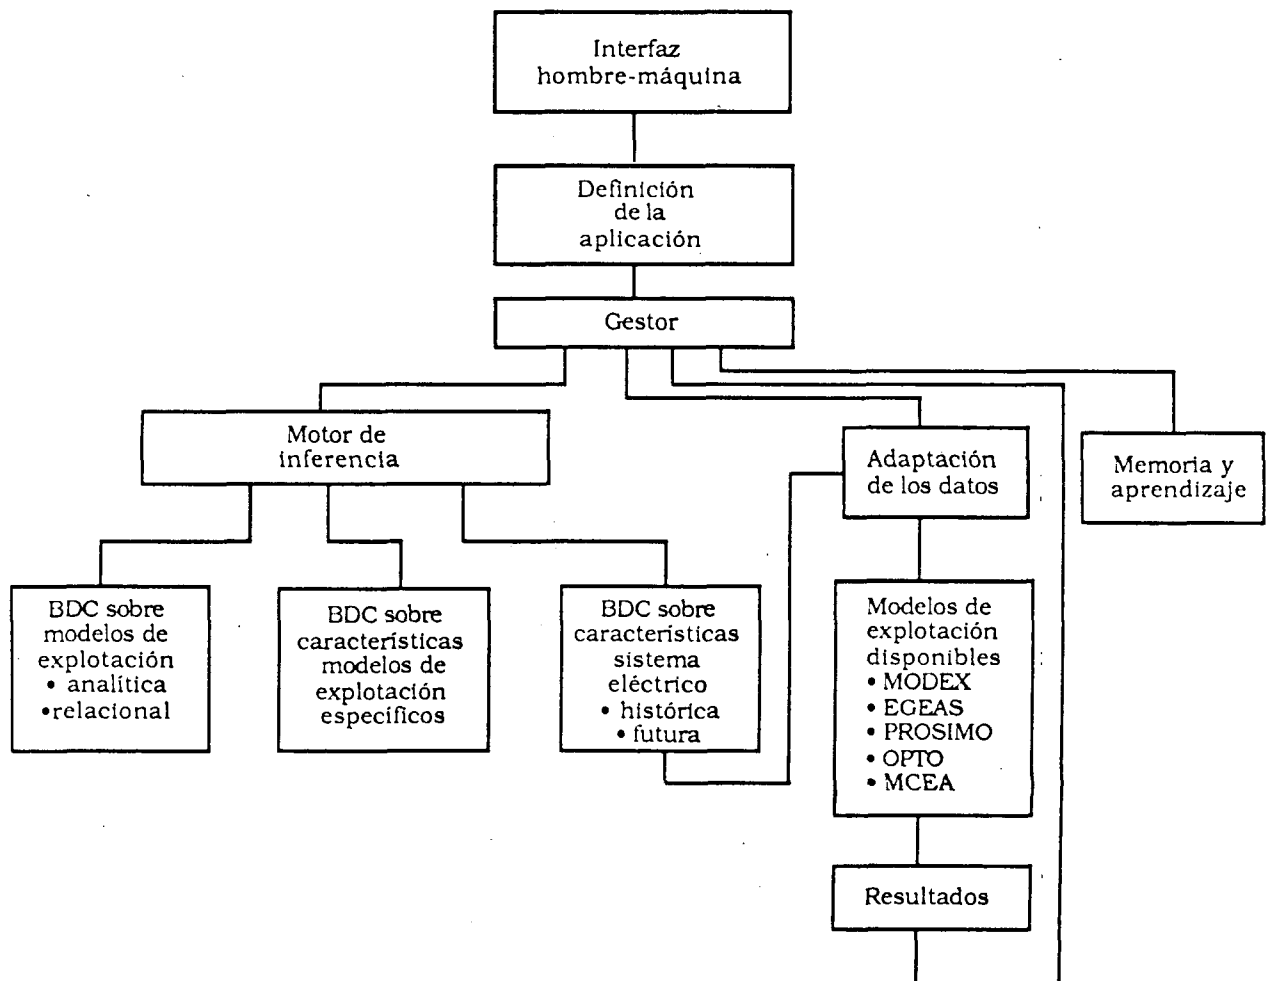 Interfaz
hombre-máquina
Definición
de la
aplicación
Gestor
Motor de
inferencia
Adaptación
de los datos
Memoria y
aprendizaje
BDC sobre
modelos de
explotación
• analítica
•relacional
BDC sobre
características
modelos de
explotación
específicos
BDC sobre
características
sistema
eléctrico
• histórica
• futura
Modelos de
explotación
disponibles
• MODEX
• EGEAS
• PROSIMO
• OPTO
• MCEA
Resultados